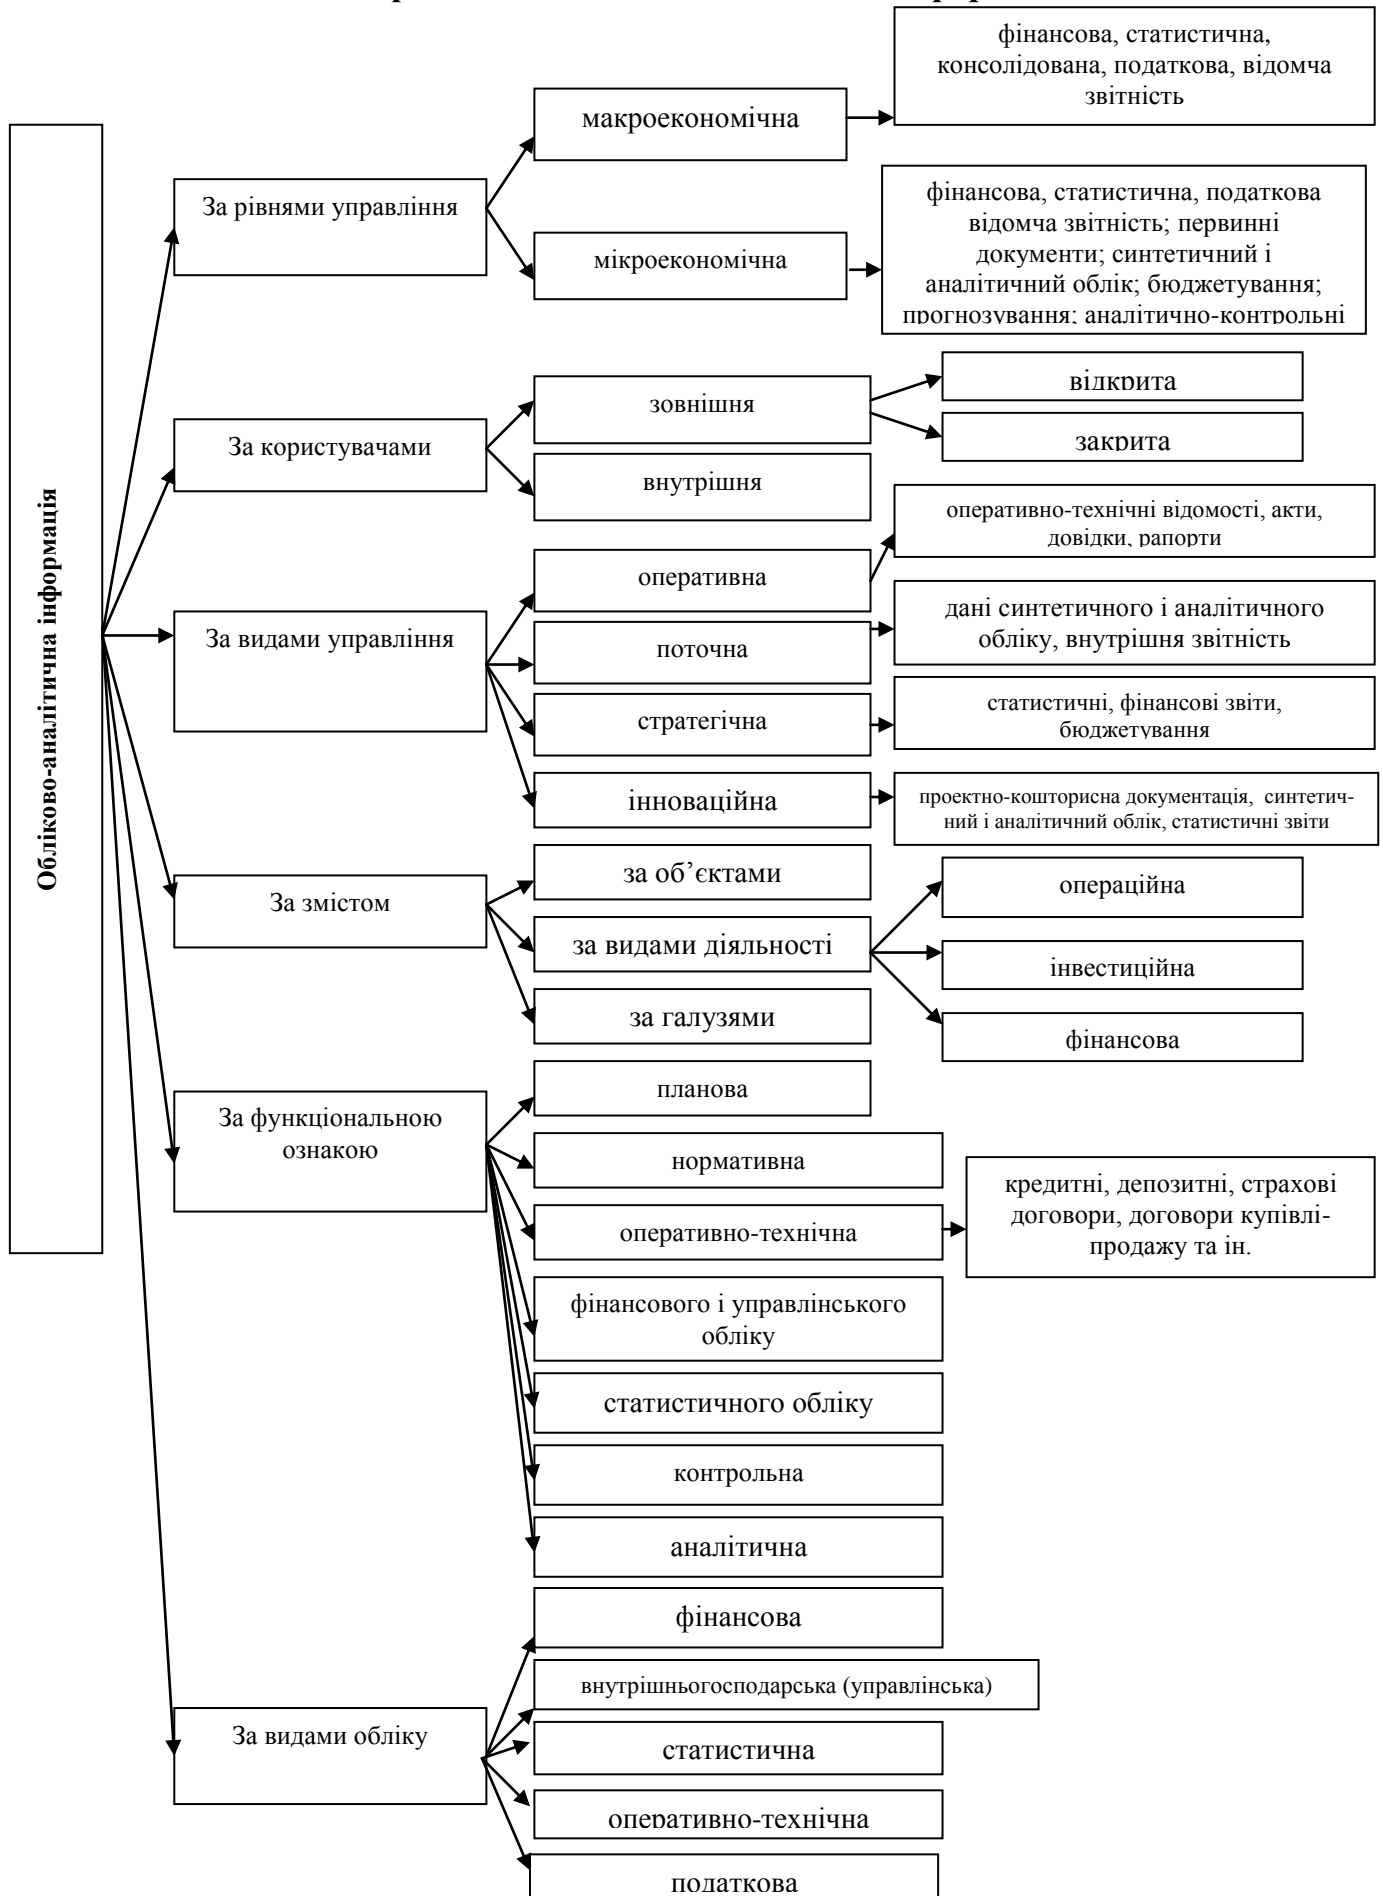 фінансова, статистична,
консолідована, податкова, відомча
звітність
макроекономічна
Обліково-аналітична інформація
За рівнями управління
фінансова, статистична, податкова
відомча звітність; первинні
документи; синтетичний і
аналітичний облік; бюджетування;
прогнозування; аналітично-контрольні
мікроекономічна
відкрита
зовнішня
закрита
За користувачами
внутрішня
оперативно-технічні відомості, акти,
довідки, рапорти
оперативна
дані синтетичного і аналітичного
обліку, внутрішня звітність
За видами управління
поточна
статистичні, фінансові звіти,
бюджетування
стратегічна
інноваційна
проектно-кошторисна документація, синтетич-
ний і аналітичний облік, статистичні звіти
за об’єктами
операційна
За змістом
за видами діяльності
інвестиційна
за галузями
фінансова
планова
За функціональною
ознакою
нормативна
кредитні, депозитні, страхові
договори, договори купівлі-
продажу та ін.
оперативно-технічна
фінансового і управлінського
обліку
статистичного обліку
контрольна
аналітична
фінансова
внутрішньогосподарська (управлінська)
За видами обліку
статистична
оперативно-технічна
податкова